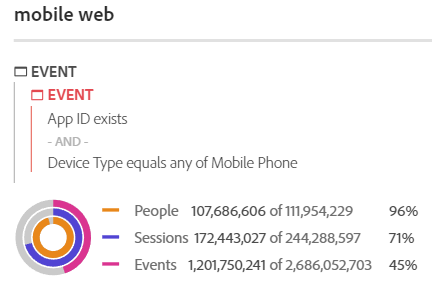 mobile web
EVENT
EVENT
App ID exists
- AND -
Device Type equals any of Mobile Phone
People 107,686,606 of 111,954,229 96%
Sessions 172,443,027 of 244,288,597 71%
Events 1,201,750,241 of 2,686,052,703 45%